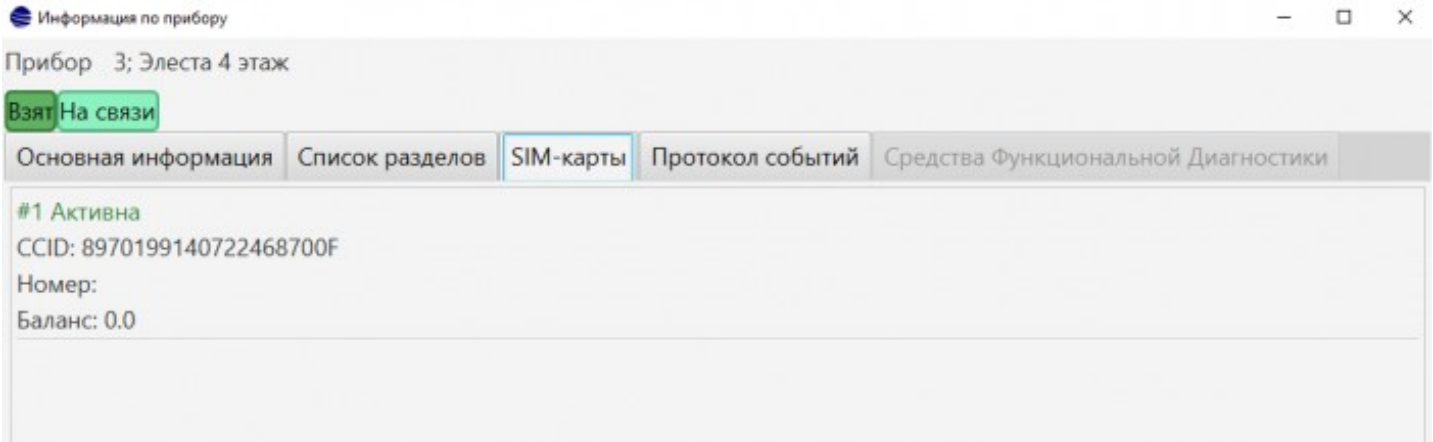 Информация по прибору
Прибор 3; Элеста 4 этаж
Взят На связи
Основная информация Список разделов SIM-карты Протокол событий Средства Функциональной Диагностики
#1 Активна
CCID: 8970199140722468700F
Номер:
Баланс: 0.0